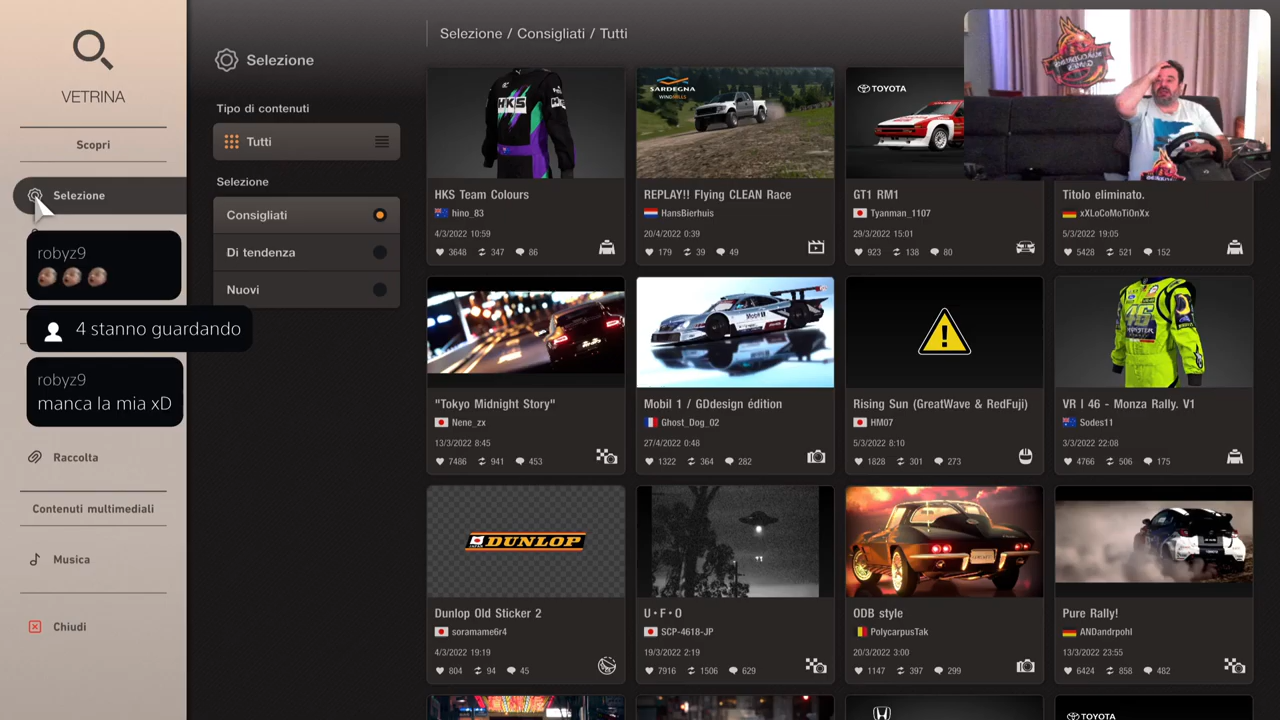 VETRINA
Scopri
Selezione
robyz9
4 stanno guardando
robyz9
manca la mia xD
Raccolta
Contenuti multimediali
Musica
Chiudi
Selezione
Tipo di contenuti
Tutti
Selezione
Consigliati
Di tendenza
Nuovi
Selezione / Consigliati / Tutti
HKS
HKS Team Colours
hino_83
4/3/2022 10:59
3648 347 86
SARDEGNA
WINDMILLS
REPLAY!! Flying CLEAN Race
HansBierhuis
20/4/2022 0:39
179 39 49
TOYOTA
GT1 RM1
Tyanman_1107
29/3/2022 15:01
923 138 80
Titolo eliminato.
xXLoCoMoTiOnXx
5/3/2022 19:05
5428 521 152
"Tokyo Midnight Story"
Nene_zx
13/3/2022 8:45
7486 941 453
Mobil 1
Mobil 1 / GDdesign édition
Ghost_Dog_02
27/4/2022 0:48
1322 364 282
Rising Sun (GreatWave & RedFuji)
HM07
5/3/2022 8:10
1828 301 273
46
MONSTER
VR | 46 - Monza Rally. V1
Sodes11
3/3/2022 22:08
4766 506 175
JAPAN
DUNLOP
Dunlop Old Sticker 2
soramame6r4
4/3/2022 19:19
804 94 45
U・F・O
SCP-4618-JP
19/3/2022 2:19
7916 1506 629
ODB style
PolycarpusTak
20/3/2022 3:00
1147 397 299
Pure Rally!
ANDandrpohl
13/3/2022 23:55
6424 858 482
TOYOTA